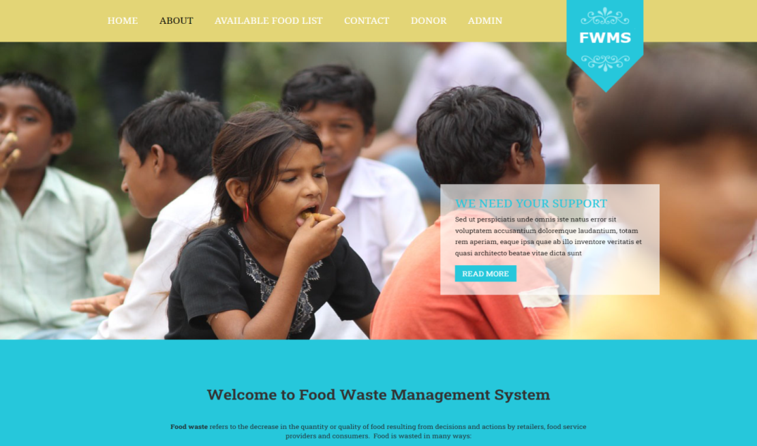 HOME ABOUT AVAILABLE FOOD LIST CONTACT DONOR ADMIN
FWMS
WE NEED YOUR SUPPORT
Sed ut perspiciatis unde omnis iste natus error sit
voluptatem accusantium doloremque laudantium, totam
rem aperiam, eaque ipsa quae ab illo inventore veritatis et
quasi architecto beatae vitae dicta sunt
READ MORE
Welcome to Food Waste Management System
Food waste refers to the decrease in the quantity or quality of food resulting from decisions and actions by retailers, food service
providers and consumers. Food is wasted in many ways: